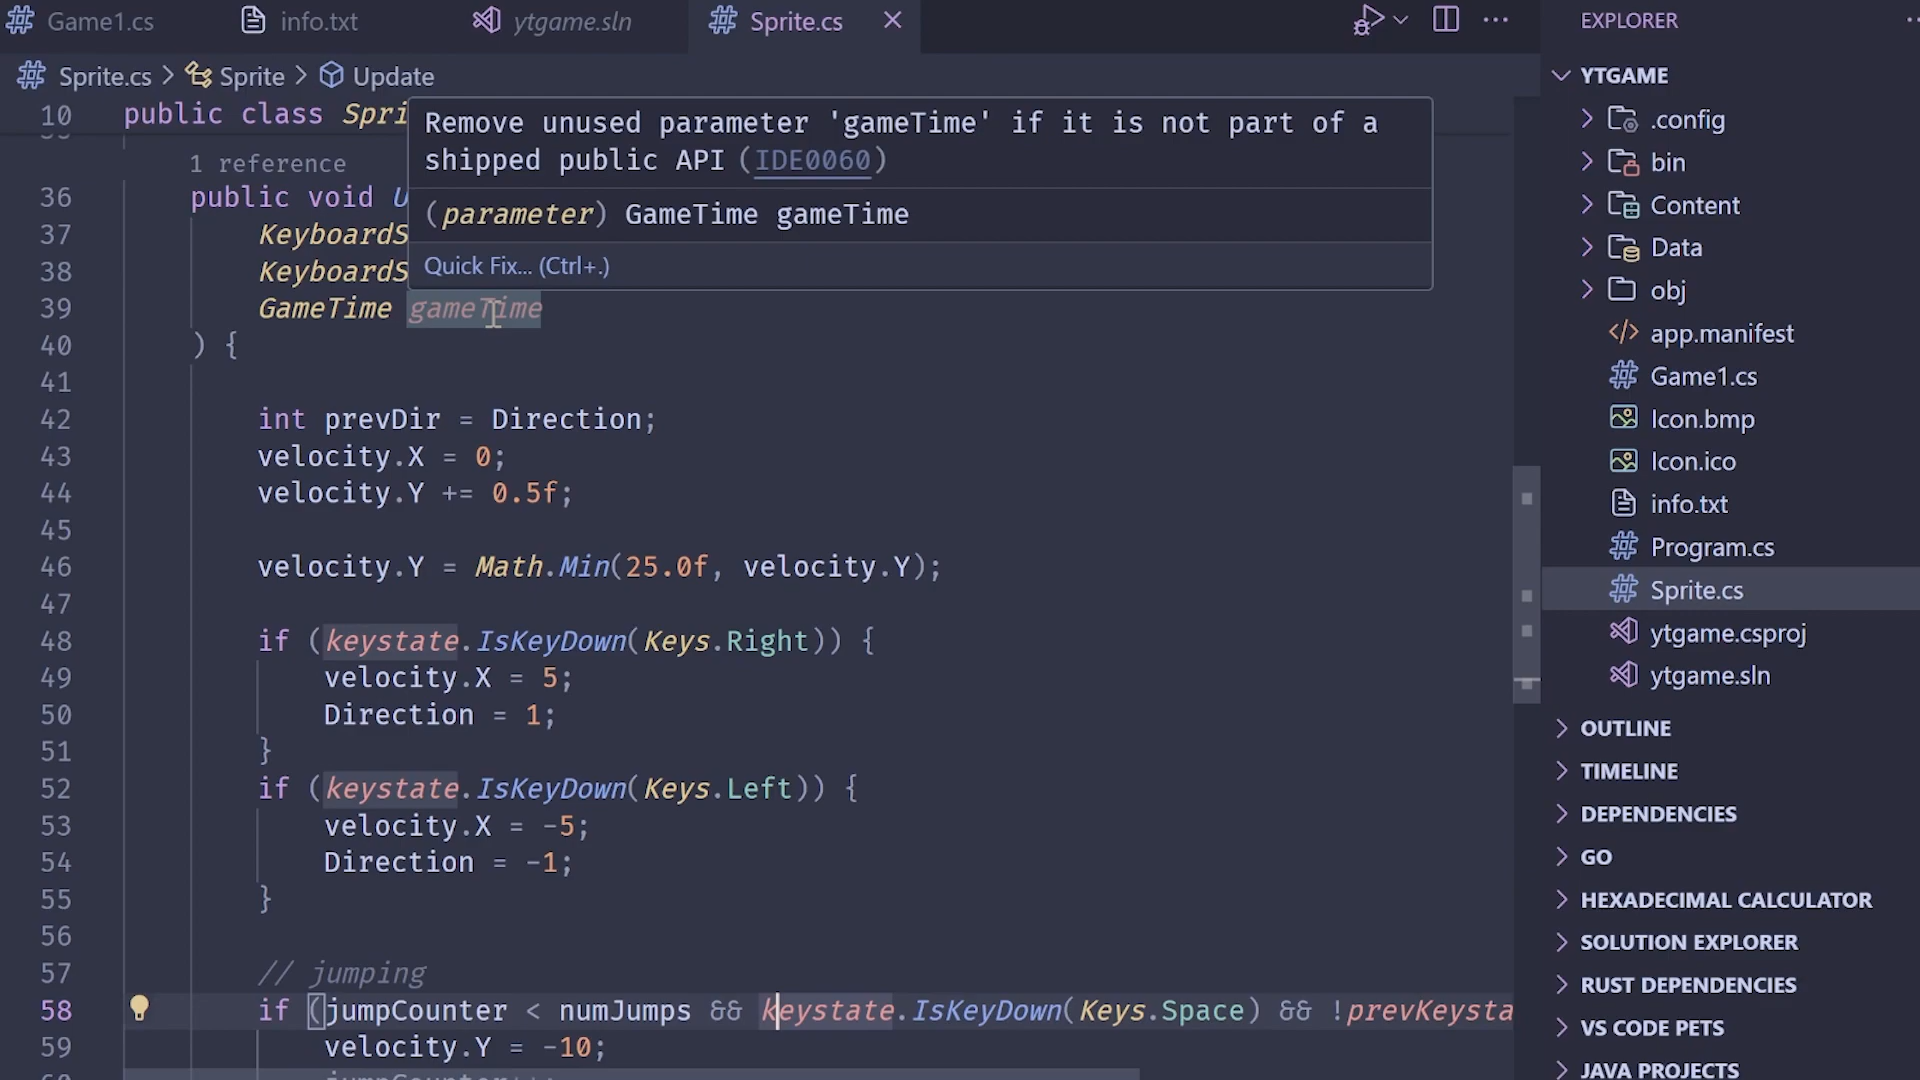 Game1.cs info.txt ytgame.sln Sprite.cs
Sprite.cs > Sprite > Update
10 public class Spri
1 reference
36 public void U
37 KeyboardS
38 KeyboardS
39 GameTime gameTime
40 ) {
41
42 int prevDir = Direction;
43 velocity.X = 0;
44 velocity.Y += 0.5f;
45
46 velocity.Y = Math.Min(25.0f, velocity.Y);
47
48 if (keystate.IsKeyDown(Keys.Right)) {
49 velocity.X = 5;
50 Direction = 1;
51 }
52 if (keystate.IsKeyDown(Keys.Left)) {
53 velocity.X = -5;
54 Direction = -1;
55 }
56
57 // jumping
58 if (jumpCounter < numJumps && keystate.IsKeyDown(Keys.Space) && !prevKeysta
59 velocity.Y = -10;
Remove unused parameter 'gameTime' if it is not part of a
shipped public API (IDE0060)
(parameter) GameTime gameTime
Quick Fix... (Ctrl+.)
EXPLORER
YTGAME
.config
bin
Content
Data
obj
app.manifest
Game1.cs
Icon.bmp
Icon.ico
info.txt
Program.cs
Sprite.cs
ytgame.csproj
ytgame.sln
OUTLINE
TIMELINE
DEPENDENCIES
GO
HEXADECIMAL CALCULATOR
SOLUTION EXPLORER
RUST DEPENDENCIES
VS CODE PETS
JAVA PROJECTS